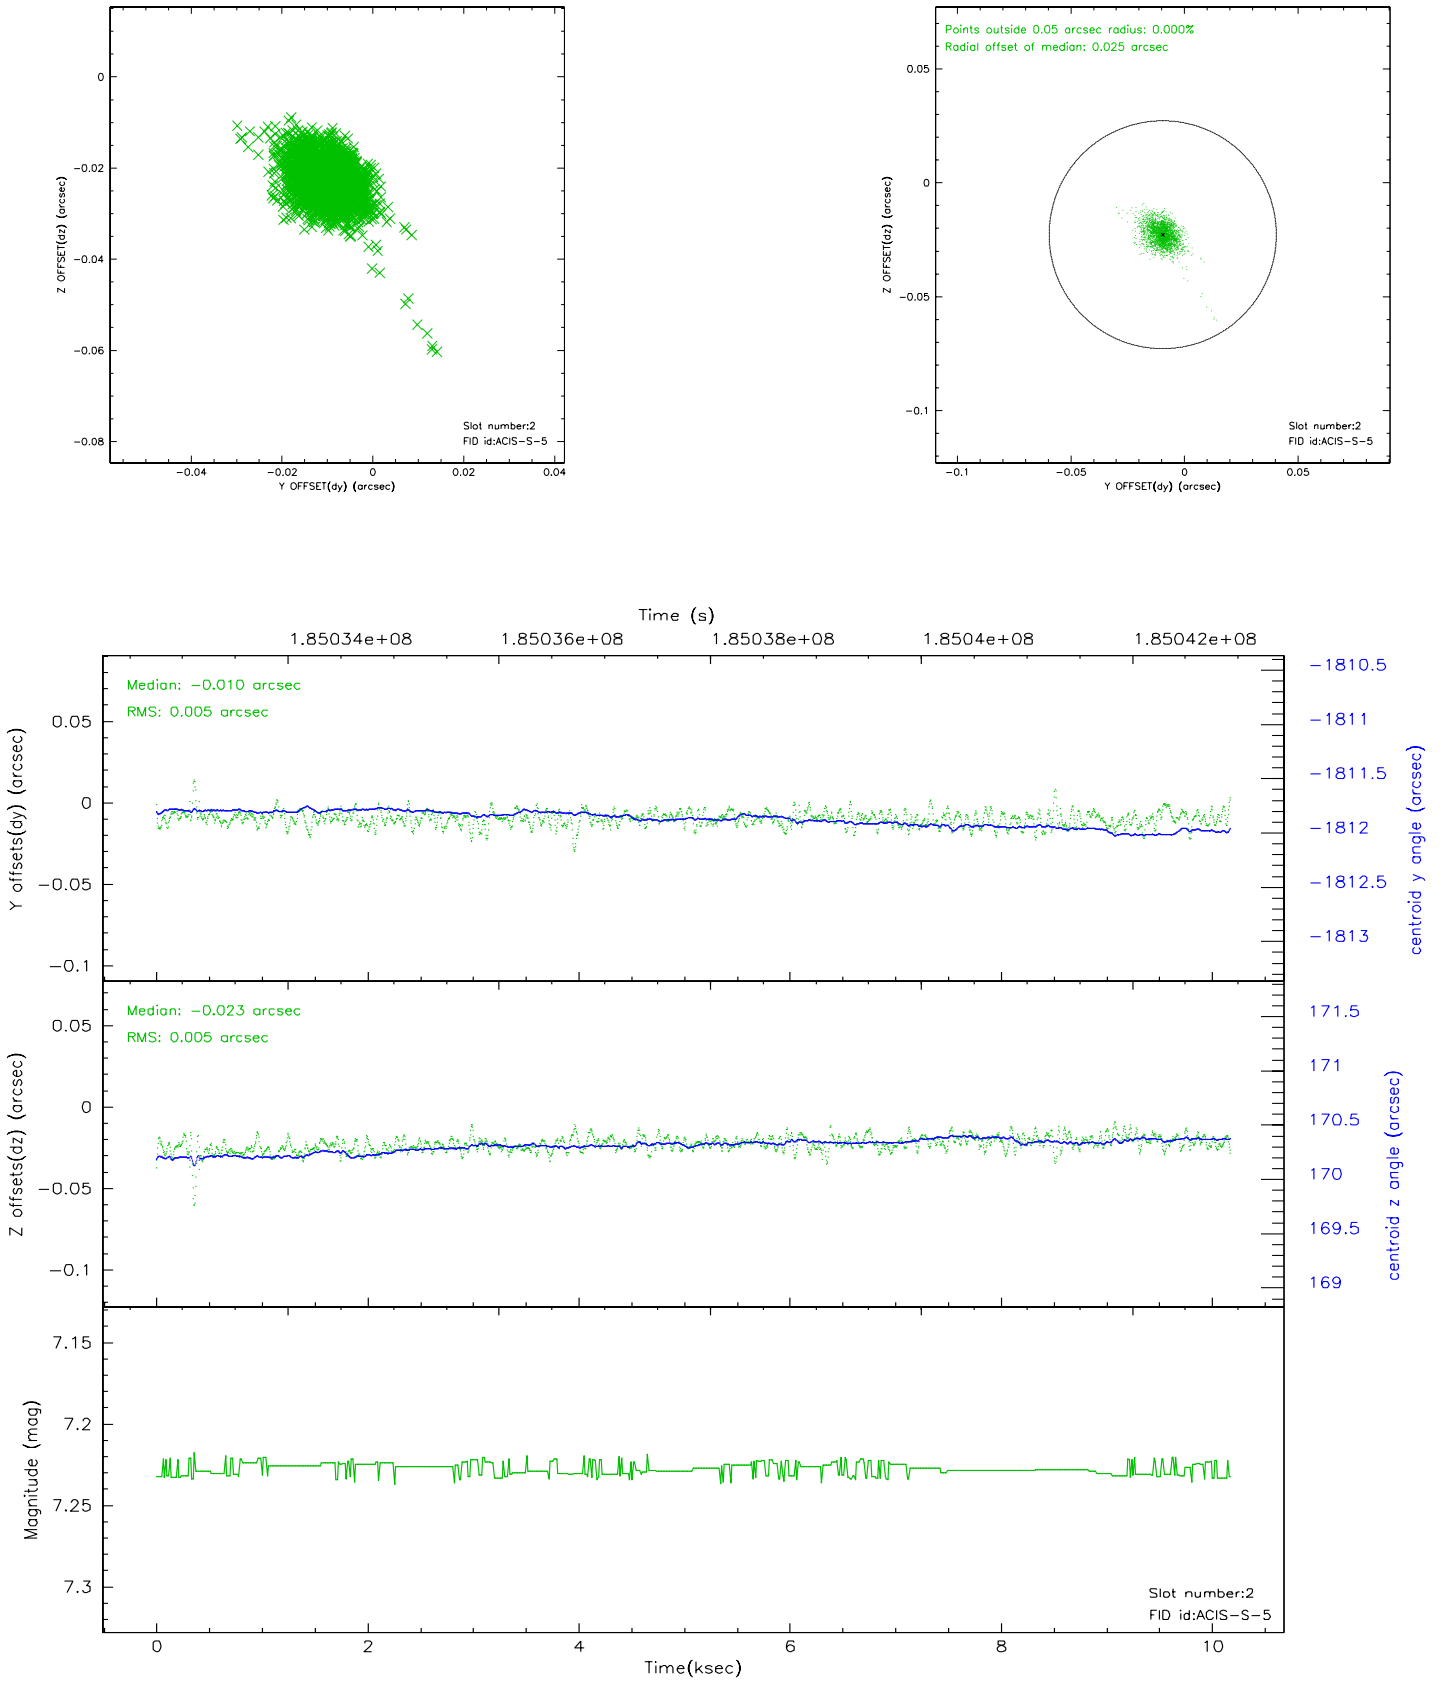 0
-0.02
-0.04
-0.06
-0.08
Z OFFSET(dz) (arcsec)
Slot number:2
FID id:ACIS-S-5
-0.04 -0.02 0 0.02 0.04
Y OFFSET(dy) (arcsec)
Points outside 0.05 arcsec radius: 0.000%
Radial offset of median: 0.025 arcsec
0.05
0
-0.05
-0.1
Z OFFSET(dz) (arcsec)
Slot number:2
FID id:ACIS-S-5
-0.1 -0.05 0 0.05
Y OFFSET(dy) (arcsec)
Time (s)
1.85034e+08 1.85036e+08 1.85038e+08 1.8504e+08 1.85042e+08
Median: -0.010 arcsec
RMS: 0.005 arcsec
0.05
0
-0.05
-0.1
Y offsets(dy) (arcsec)
-1810.5
-1811
-1811.5
-1812
-1812.5
-1813
centroid y angle (arcsec)
Median: -0.023 arcsec
RMS: 0.005 arcsec
0.05
0
-0.05
-0.1
Z offsets(dz) (arcsec)
171.5
171
170.5
170
169.5
169
centroid z angle (arcsec)
7.15
7.2
7.25
7.3
Magnitude (mag)
Slot number:2
FID id:ACIS-S-5
0 2 4 6 8 10
Time(ksec)